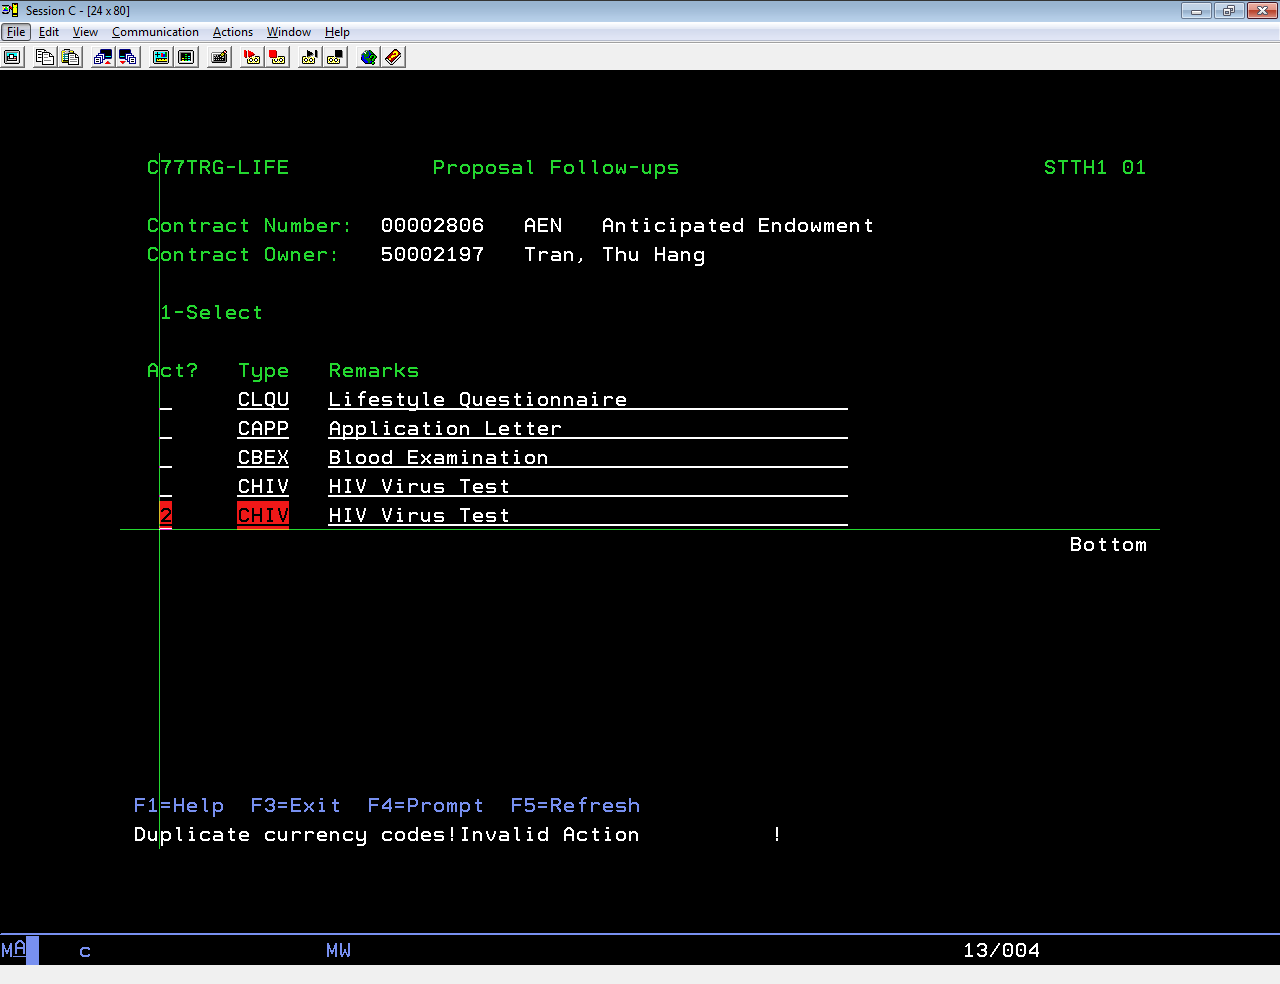 Session C - [24 x 80]
File Edit View Communication Actions Window Help
C77TRG-LIFE Proposal Follow-ups STTH1 01
Contract Number: 00002806 AEN Anticipated Endowment
Contract Owner: 50002197 Tran, Thu Hang
1-Select
Act? Type Remarks
_ CLQU Lifestyle Questionnaire
_ CAPP Application Letter
_ CBEX Blood Examination
_ CHIV HIV Virus Test
2 CHIV HIV Virus Test
Bottom
F1=Help F3=Exit F4=Prompt F5=Refresh
Duplicate currency codes!Invalid Action !
MA c MW 13/004